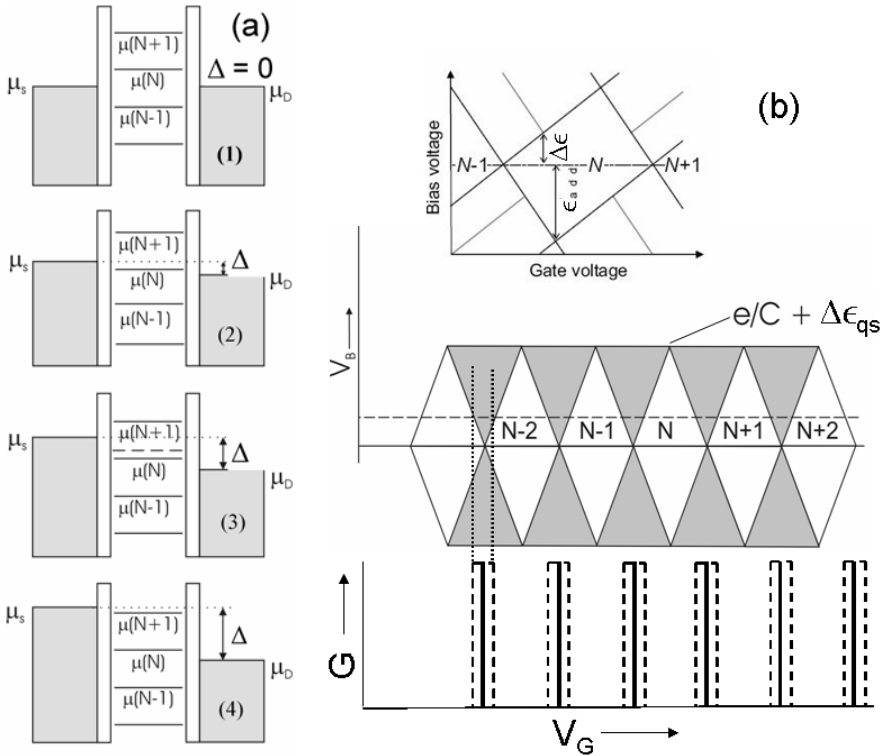 (a)
μ(N+1)
Δ = 0
μs
μ(N)
μD
μ(N-1)
(1)
μ(N+1)
μs
Δ
μ(N)
μD
μ(N-1)
(2)
μ(N+1)
μs
Δ
μ(N)
μD
μ(N-1)
(3)
μs
μ(N+1)
Δ
μ(N)
μD
μ(N-1)
(4)
(b)
Bias voltage
Δϵ
N-1
N
N+1
ϵadd
Gate voltage
e/C + Δϵqs
VB
N-2
N-1
N
N+1
N+2
G
VG